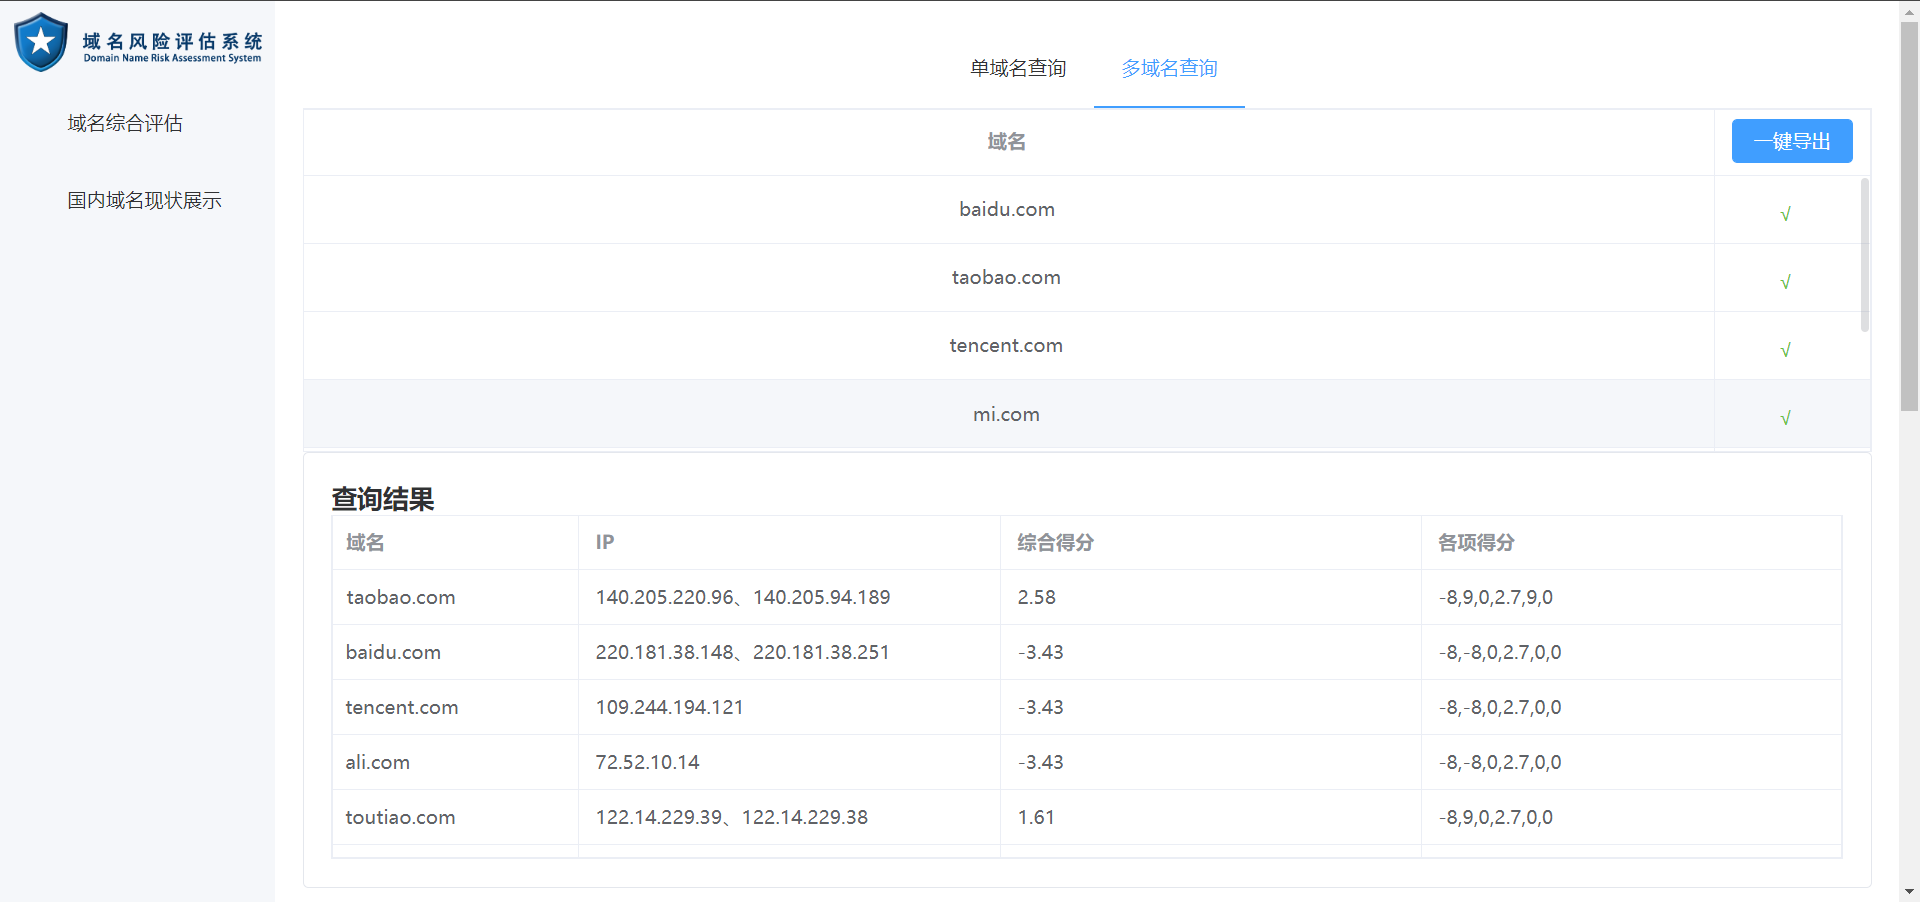 域名风险评估系统
Domain Name Risk Assessment System
域名综合评估
国内域名现状展示
单域名查询 多域名查询
域名 一键导出
baidu.com √
taobao.com √
tencent.com √
mi.com √
查询结果
域名 IP 综合得分 各项得分
taobao.com 140.205.220.96、140.205.94.189 2.58 -8,9,0,2.7,9,0
baidu.com 220.181.38.148、220.181.38.251 -3.43 -8,-8,0,2.7,0,0
tencent.com 109.244.194.121 -3.43 -8,-8,0,2.7,0,0
ali.com 72.52.10.14 -3.43 -8,-8,0,2.7,0,0
toutiao.com 122.14.229.39、122.14.229.38 1.61 -8,9,0,2.7,0,0